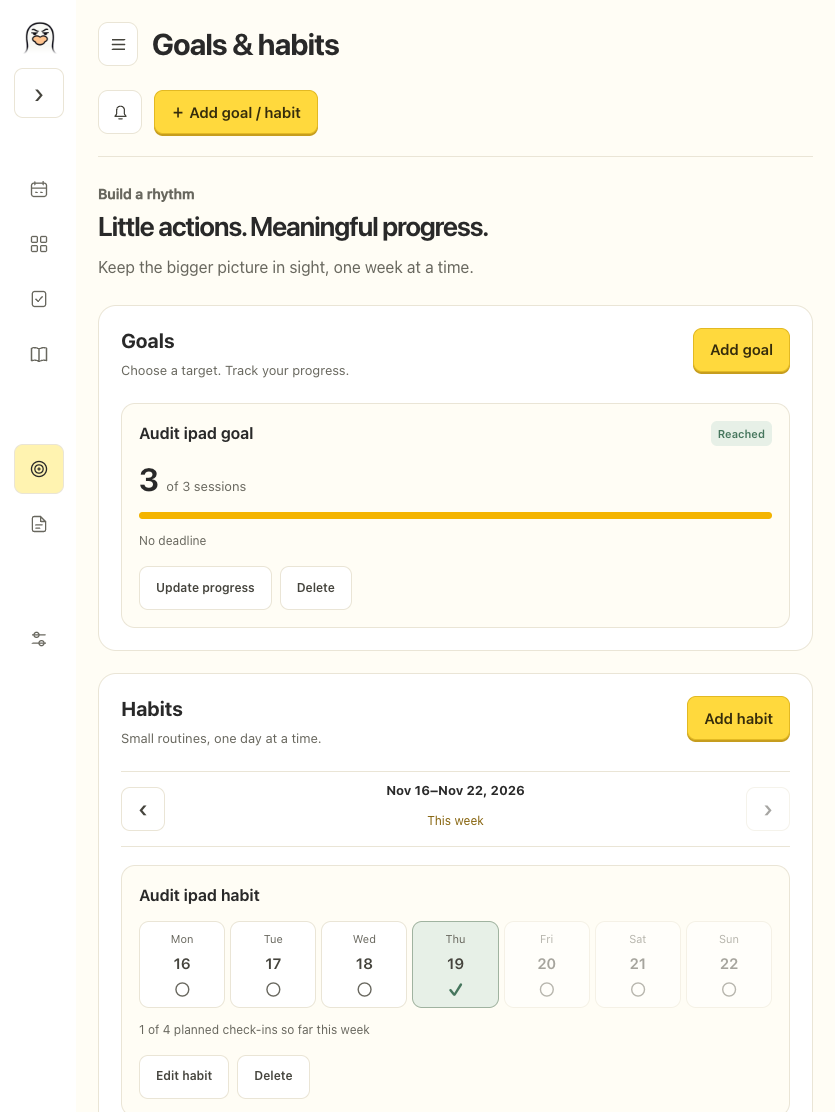 Goals & habits
+ Add goal / habit
Build a rhythm
Little actions. Meaningful progress.
Keep the bigger picture in sight, one week at a time.
Goals
Add goal
Choose a target. Track your progress.
Audit ipad goal
Reached
3 of 3 sessions
No deadline
Update progress
Delete
Habits
Add habit
Small routines, one day at a time.
Nov 16–Nov 22, 2026
This week
Audit ipad habit
Mon Tue Wed Thu Fri Sat Sun
16 17 18 19 20 21 22
1 of 4 planned check-ins so far this week
Edit habit
Delete